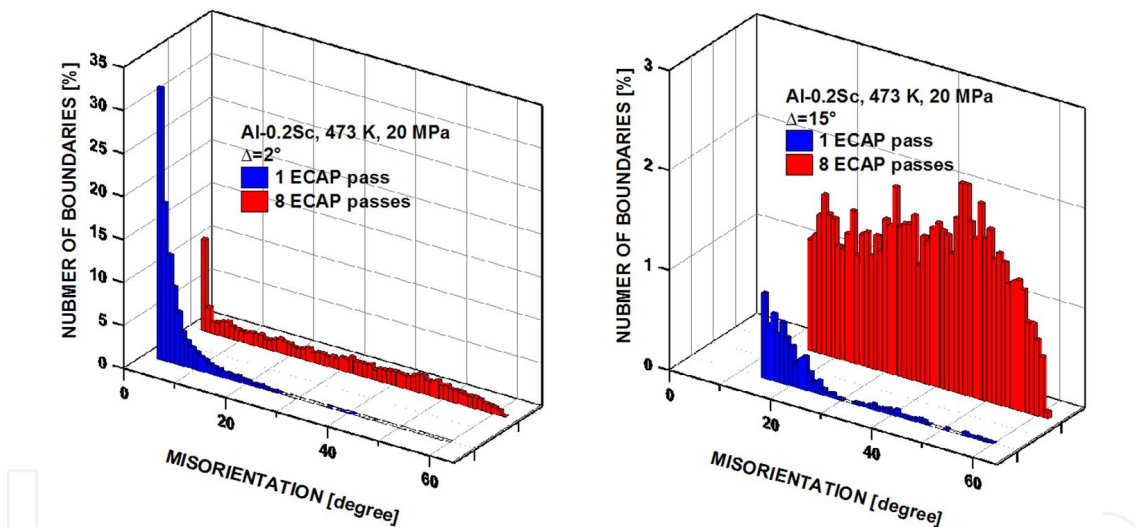 NUBMER OF BOUNDARIES [%]
35
30
25
20
15
10
5
0
Al-0.2Sc, 473 K, 20 MPa
Δ=2°
1 ECAP pass
8 ECAP passes
0
20
40
60
MISORIENTATION [degree]
NUBMER OF BOUNDARIES [%]
3
2
1
0
Al-0.2Sc, 473 K, 20 MPa
Δ=15°
1 ECAP pass
8 ECAP passes
0
20
40
60
MISORIENTATION [degree]